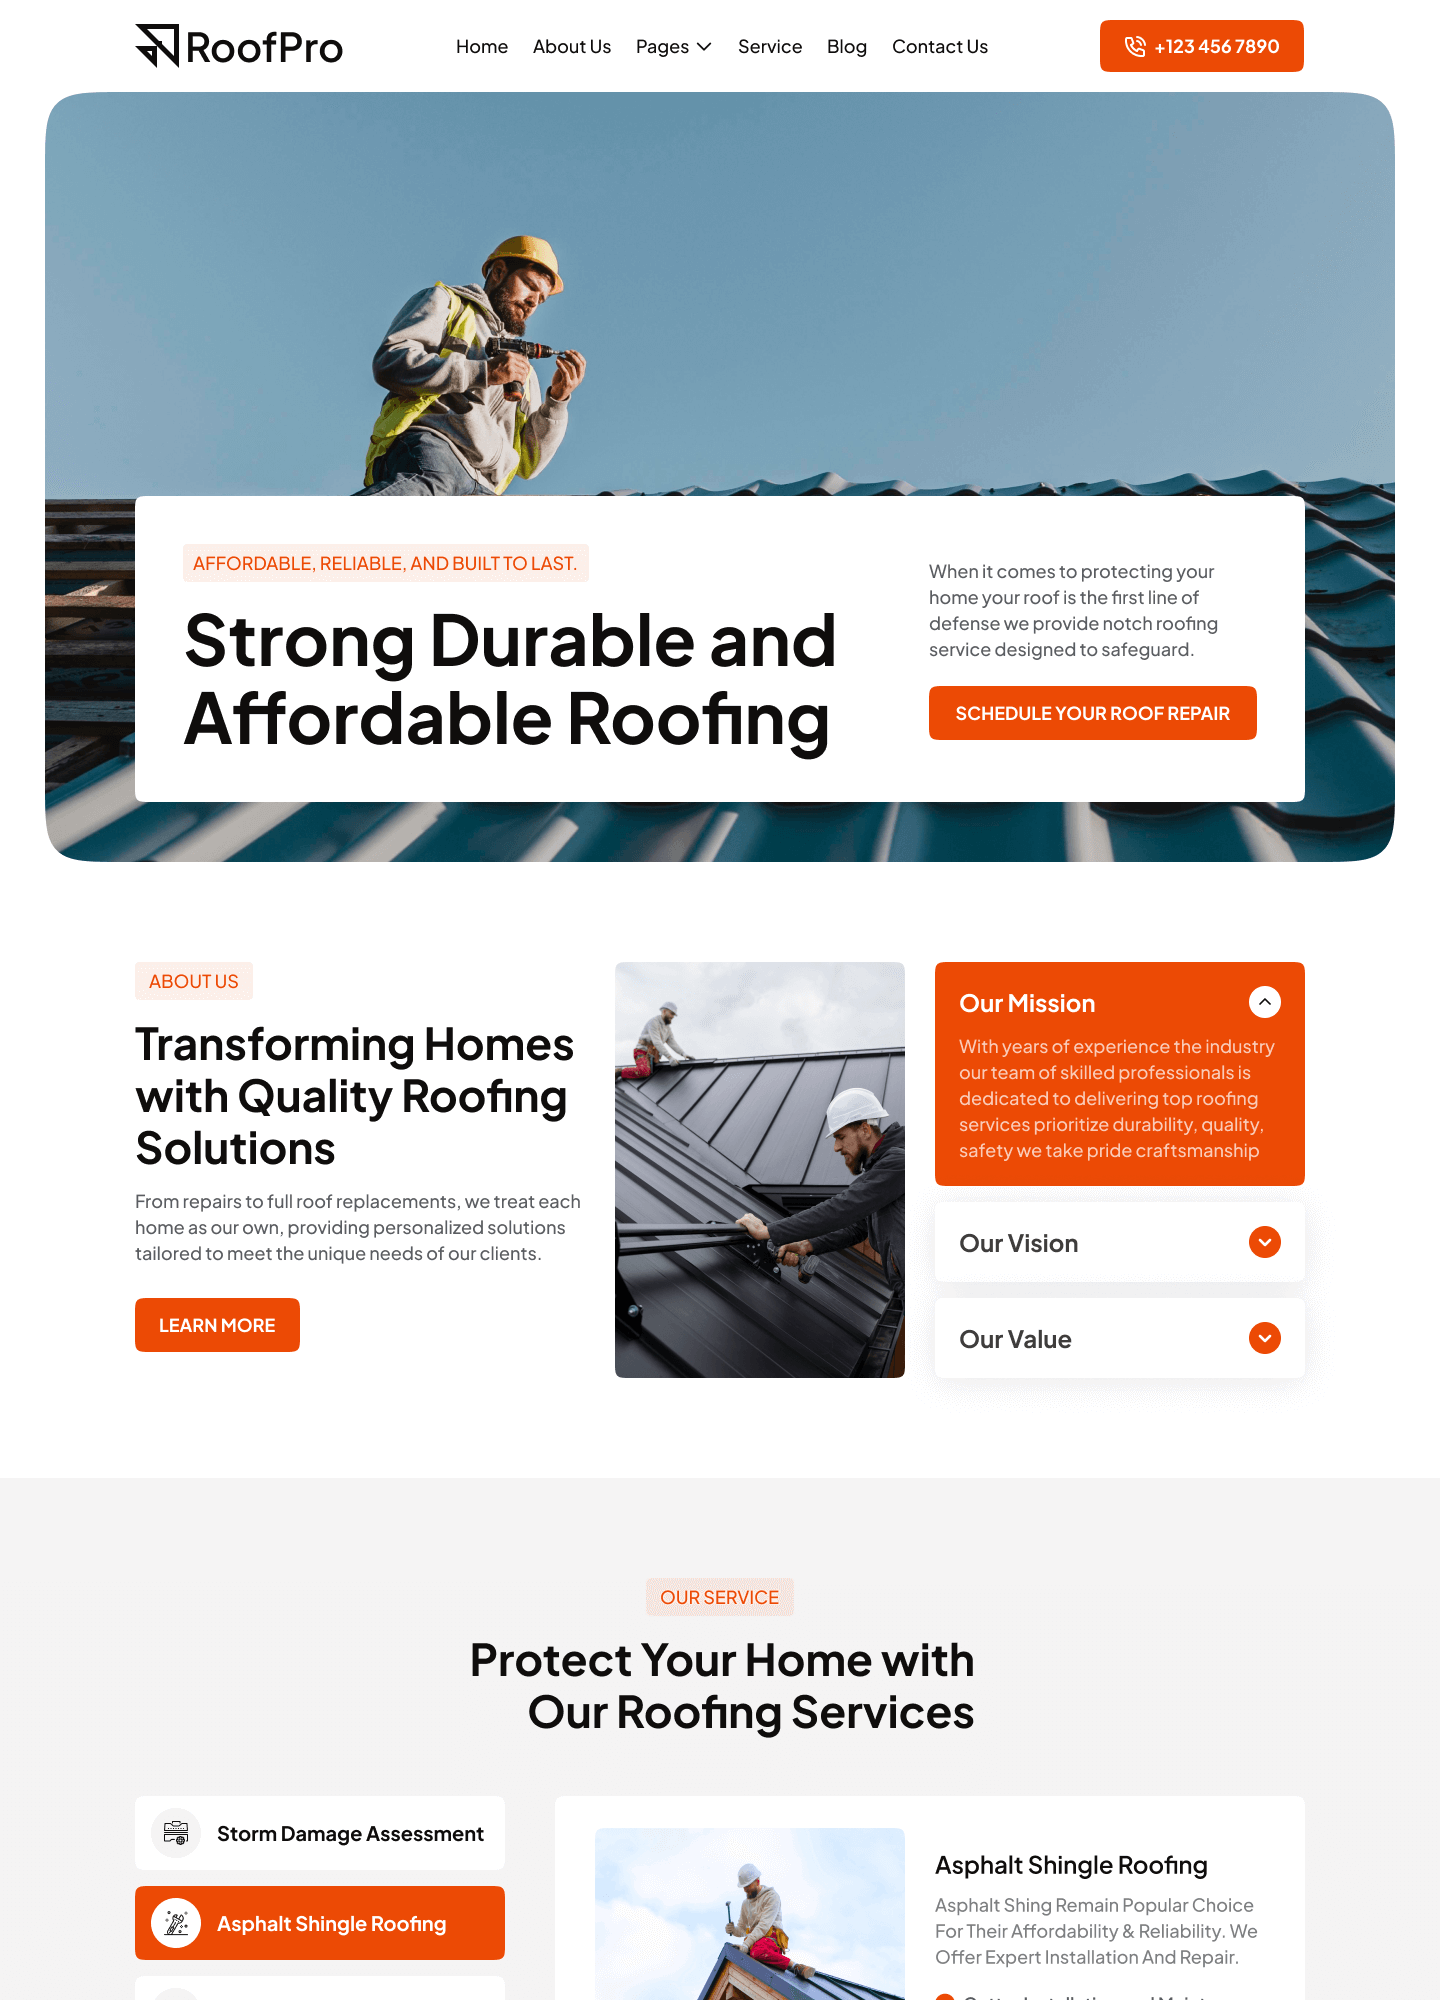 RoofPro
Home
About Us
Pages
Service
Blog
Contact Us
+123 456 7890
AFFORDABLE, RELIABLE, AND BUILT TO LAST.
Strong Durable and
Affordable Roofing
When it comes to protecting your
home your roof is the first line of
defense we provide notch roofing
service designed to safeguard.
SCHEDULE YOUR ROOF REPAIR
ABOUT US
Transforming Homes
with Quality Roofing
Solutions
From repairs to full roof replacements, we treat each
home as our own, providing personalized solutions
tailored to meet the unique needs of our clients.
LEARN MORE
Our Mission
With years of experience the industry
our team of skilled professionals is
dedicated to delivering top roofing
services prioritize durability, quality,
safety we take pride craftsmanship
Our Vision
Our Value
OUR SERVICE
Protect Your Home with
Our Roofing Services
Storm Damage Assessment
Asphalt Shingle Roofing
Asphalt Shingle Roofing
Asphalt Shing Remain Popular Choice
For Their Affordability & Reliability. We
Offer Expert Installation And Repair.